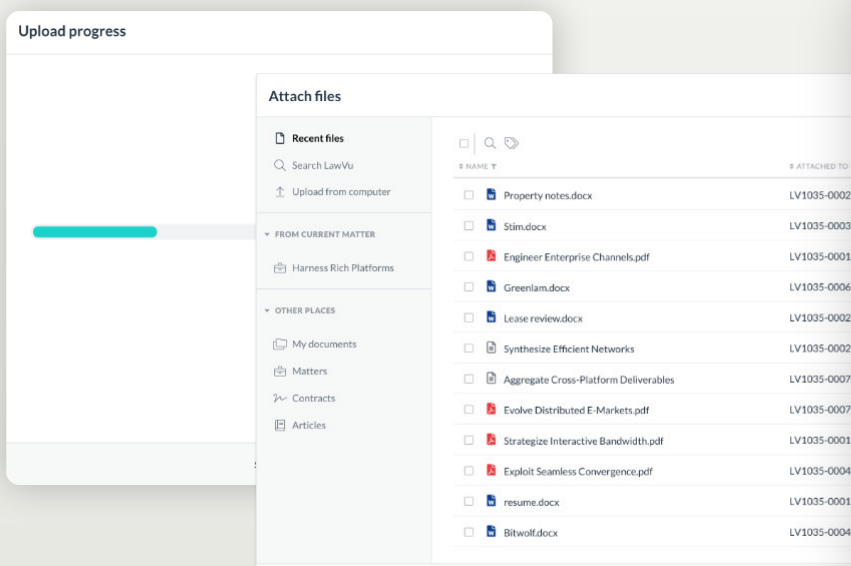 Upload progress
Attach files
Recent files
Search LawVu
Upload from computer
FROM CURRENT MATTER
Harness Rich Platforms
OTHER PLACES
My documents
Matters
Contracts
Articles
NAME ATTACHED TO
Property notes.docx LV1035-0002
Stim.docx LV1035-0003
Engineer Enterprise Channels.pdf LV1035-0001
Greenlam.docx LV1035-0006
Lease review.docx LV1035-0002
Synthesize Efficient Networks LV1035-0002
Aggregate Cross-Platform Deliverables LV1035-0007
Evolve Distributed E-Markets.pdf LV1035-0007
Strategize Interactive Bandwidth.pdf LV1035-0001
Exploit Seamless Convergence.pdf LV1035-0004
resume.docx LV1035-0001
Bitwolf.docx LV1035-0004